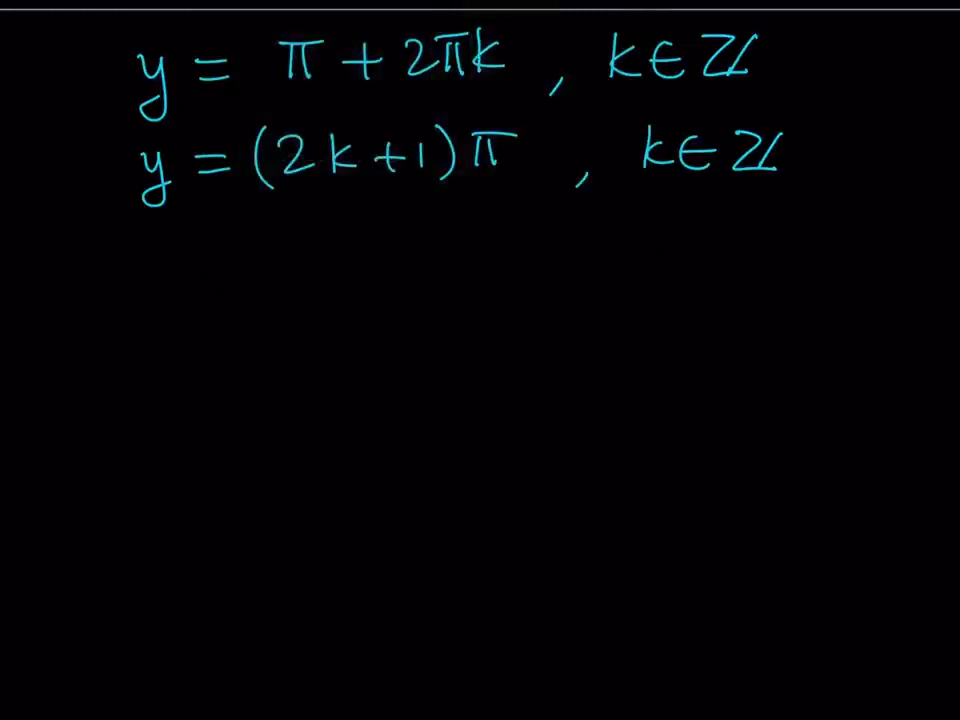 y = π + 2πk , k ∈ ℤ
y = (2k + 1) π , k ∈ ℤ